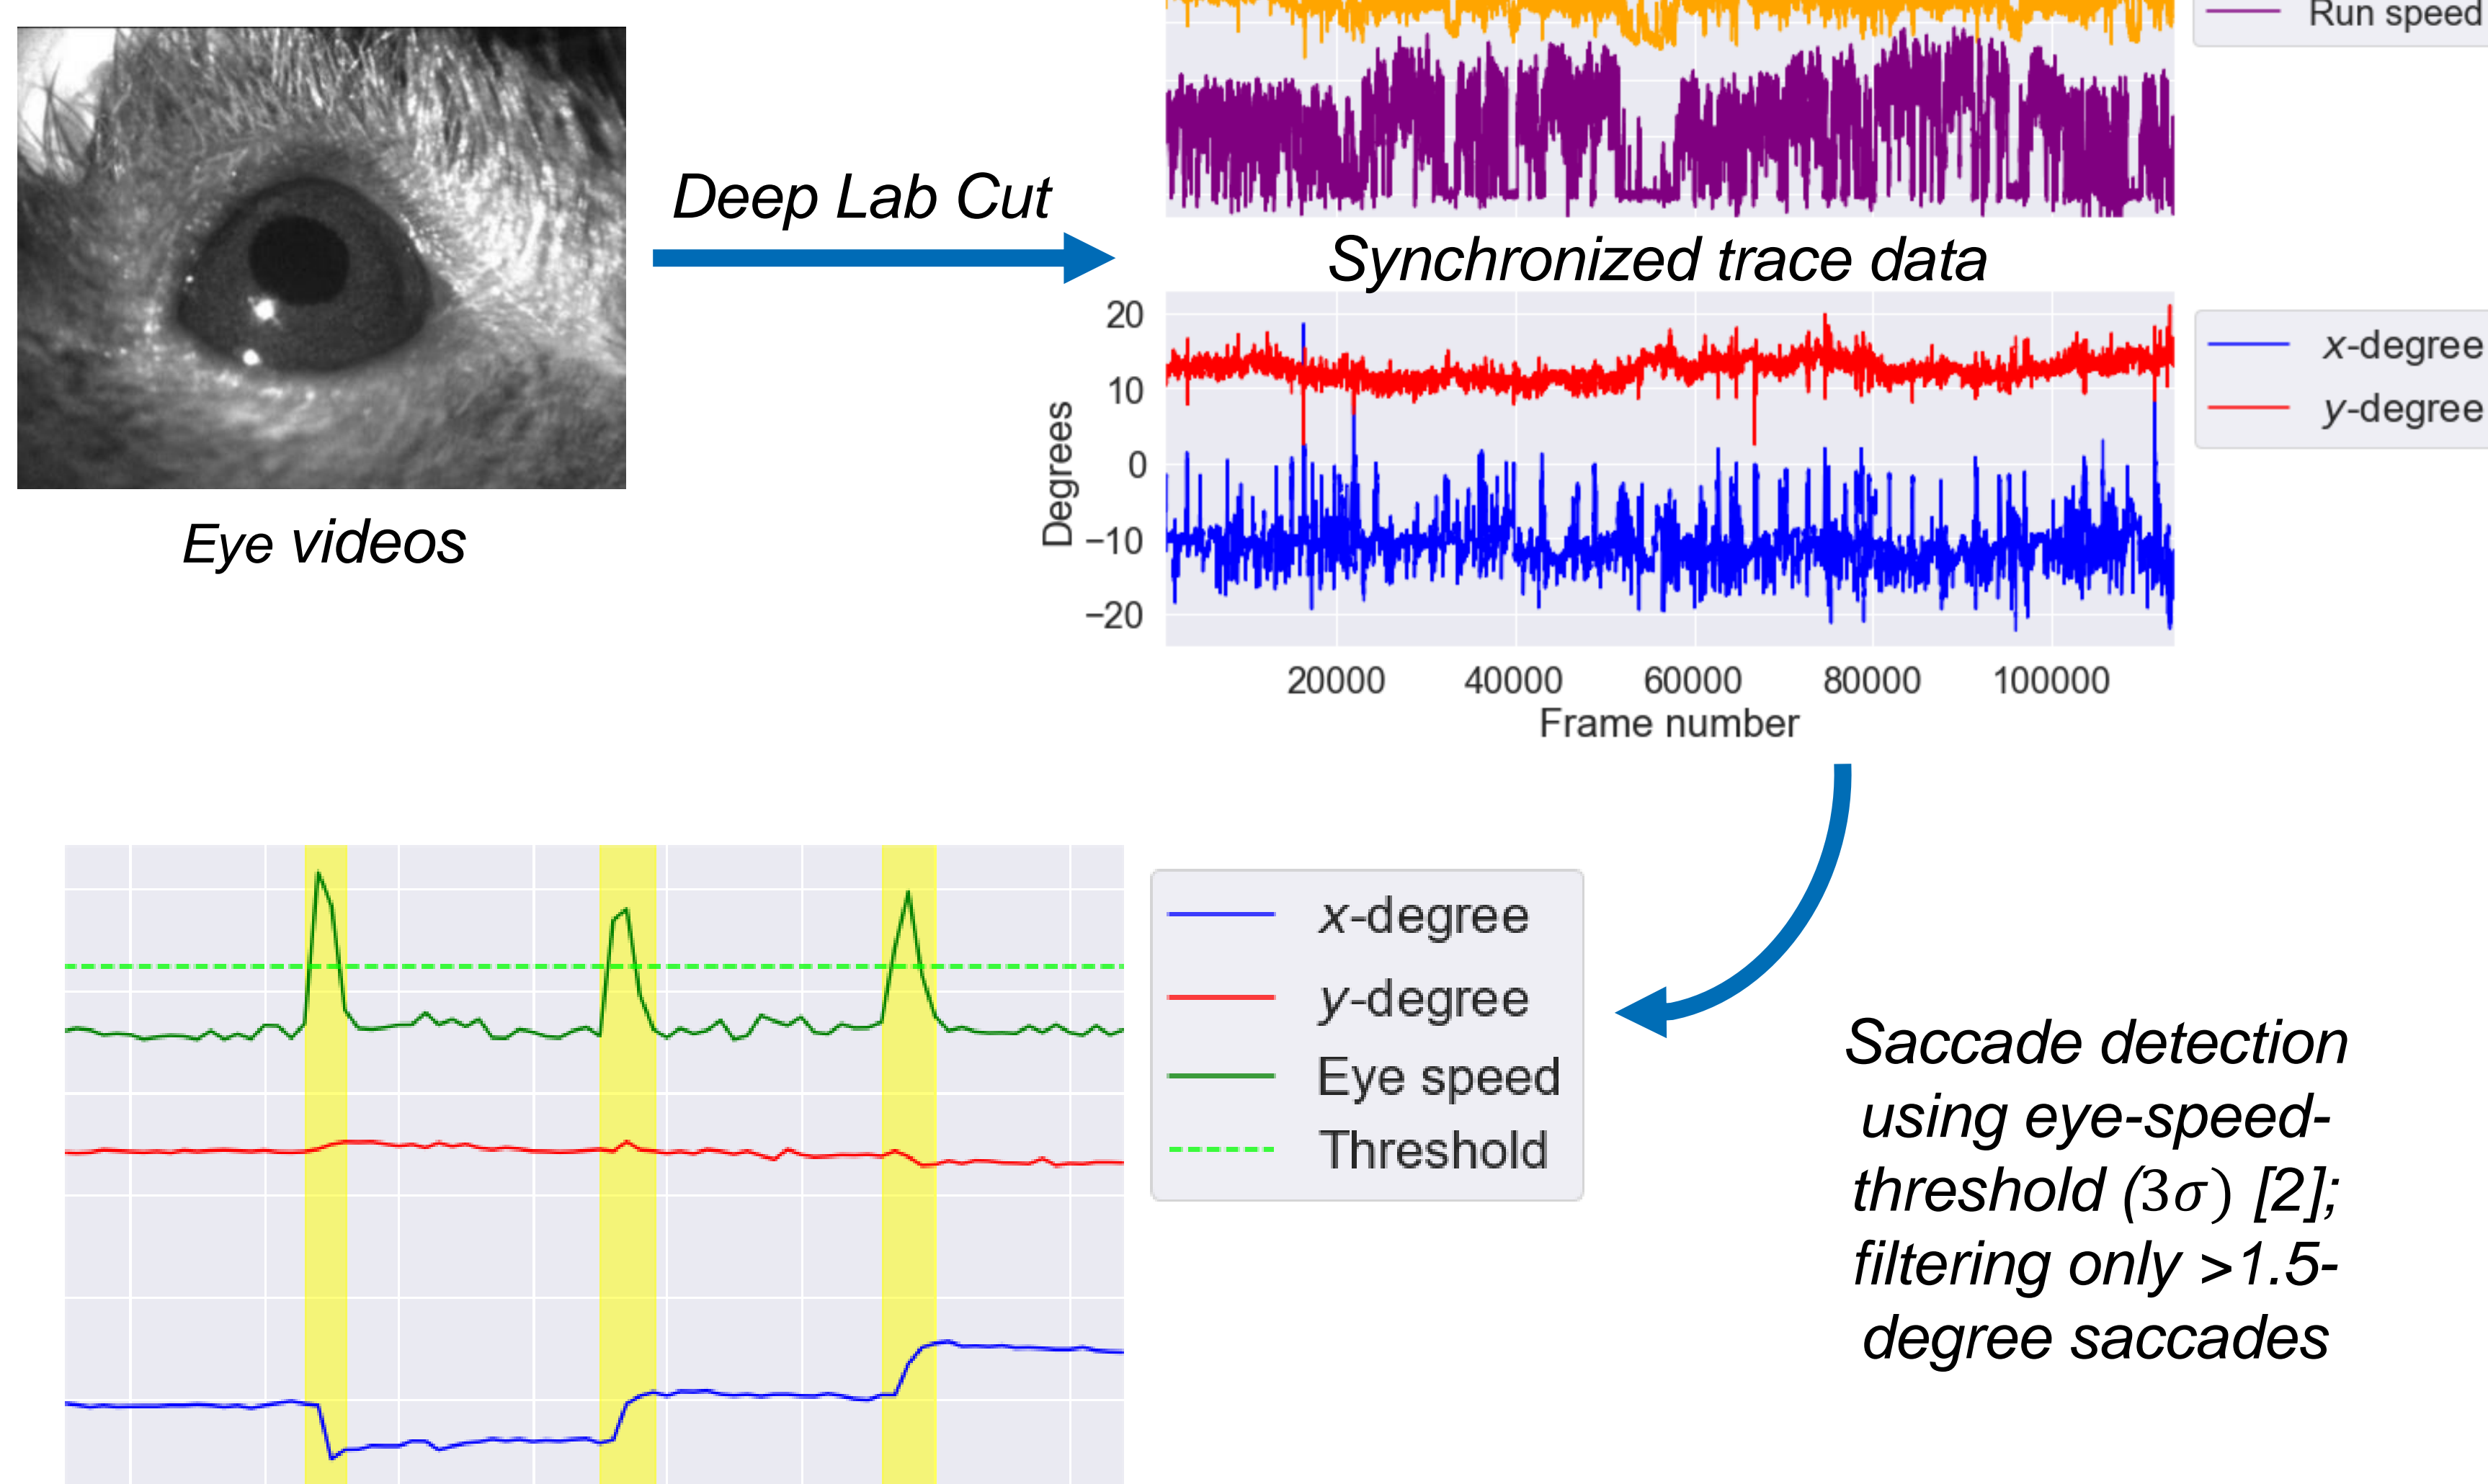 Run speed
Deep Lab Cut
Synchronized trace data
Eye videos
20
10
0
−10
−20
Degrees
x-degree
y-degree
20000 40000 60000 80000 100000
Frame number
x-degree
y-degree
Eye speed
Threshold
Saccade detection
using eye-speed-
threshold (3σ) [2];
filtering only >1.5-
degree saccades